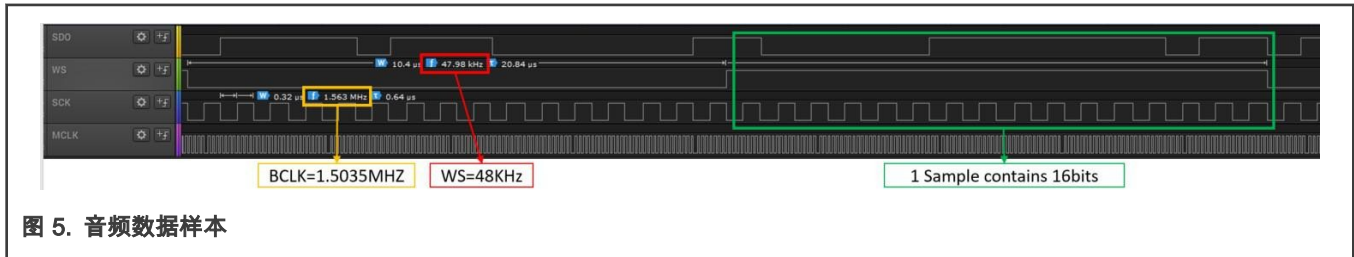 SDO
WS
W 10.4 µs f 47.98 kHz T 20.84 µs
SCK
W 0.32 µs f 1.563 MHz T 0.64 µs
MCLK
BCLK=1.5035MHZ
WS=48KHz
1 Sample contains 16bits
图 5. 音频数据样本